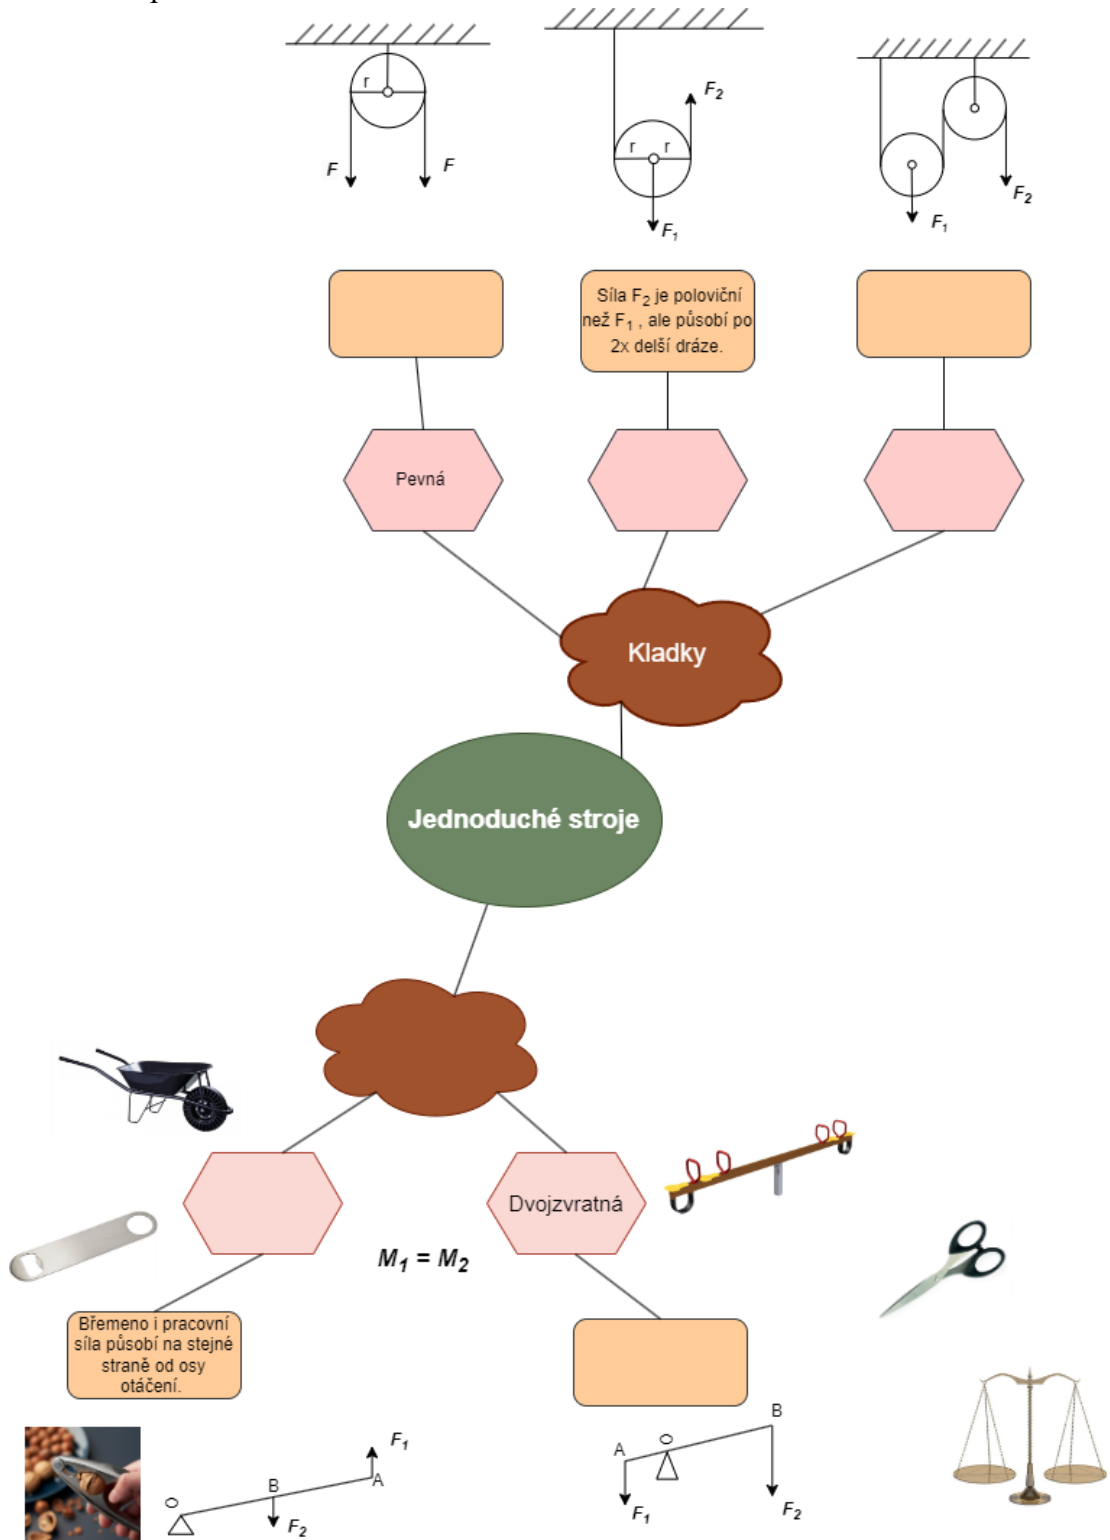 r
F
F
F2
r r
F1
F1
F2
Síla F2 je poloviční
než F1 , ale působí po
2x delší dráze.
Pevná
Kladky
Jednoduché stroje
Dvojzvratná
M1 = M2
Břemeno i pracovní
síla působí na stejné
straně od osy
otáčení.
F1
A
B
O
F2
B
O
A
F1
F2